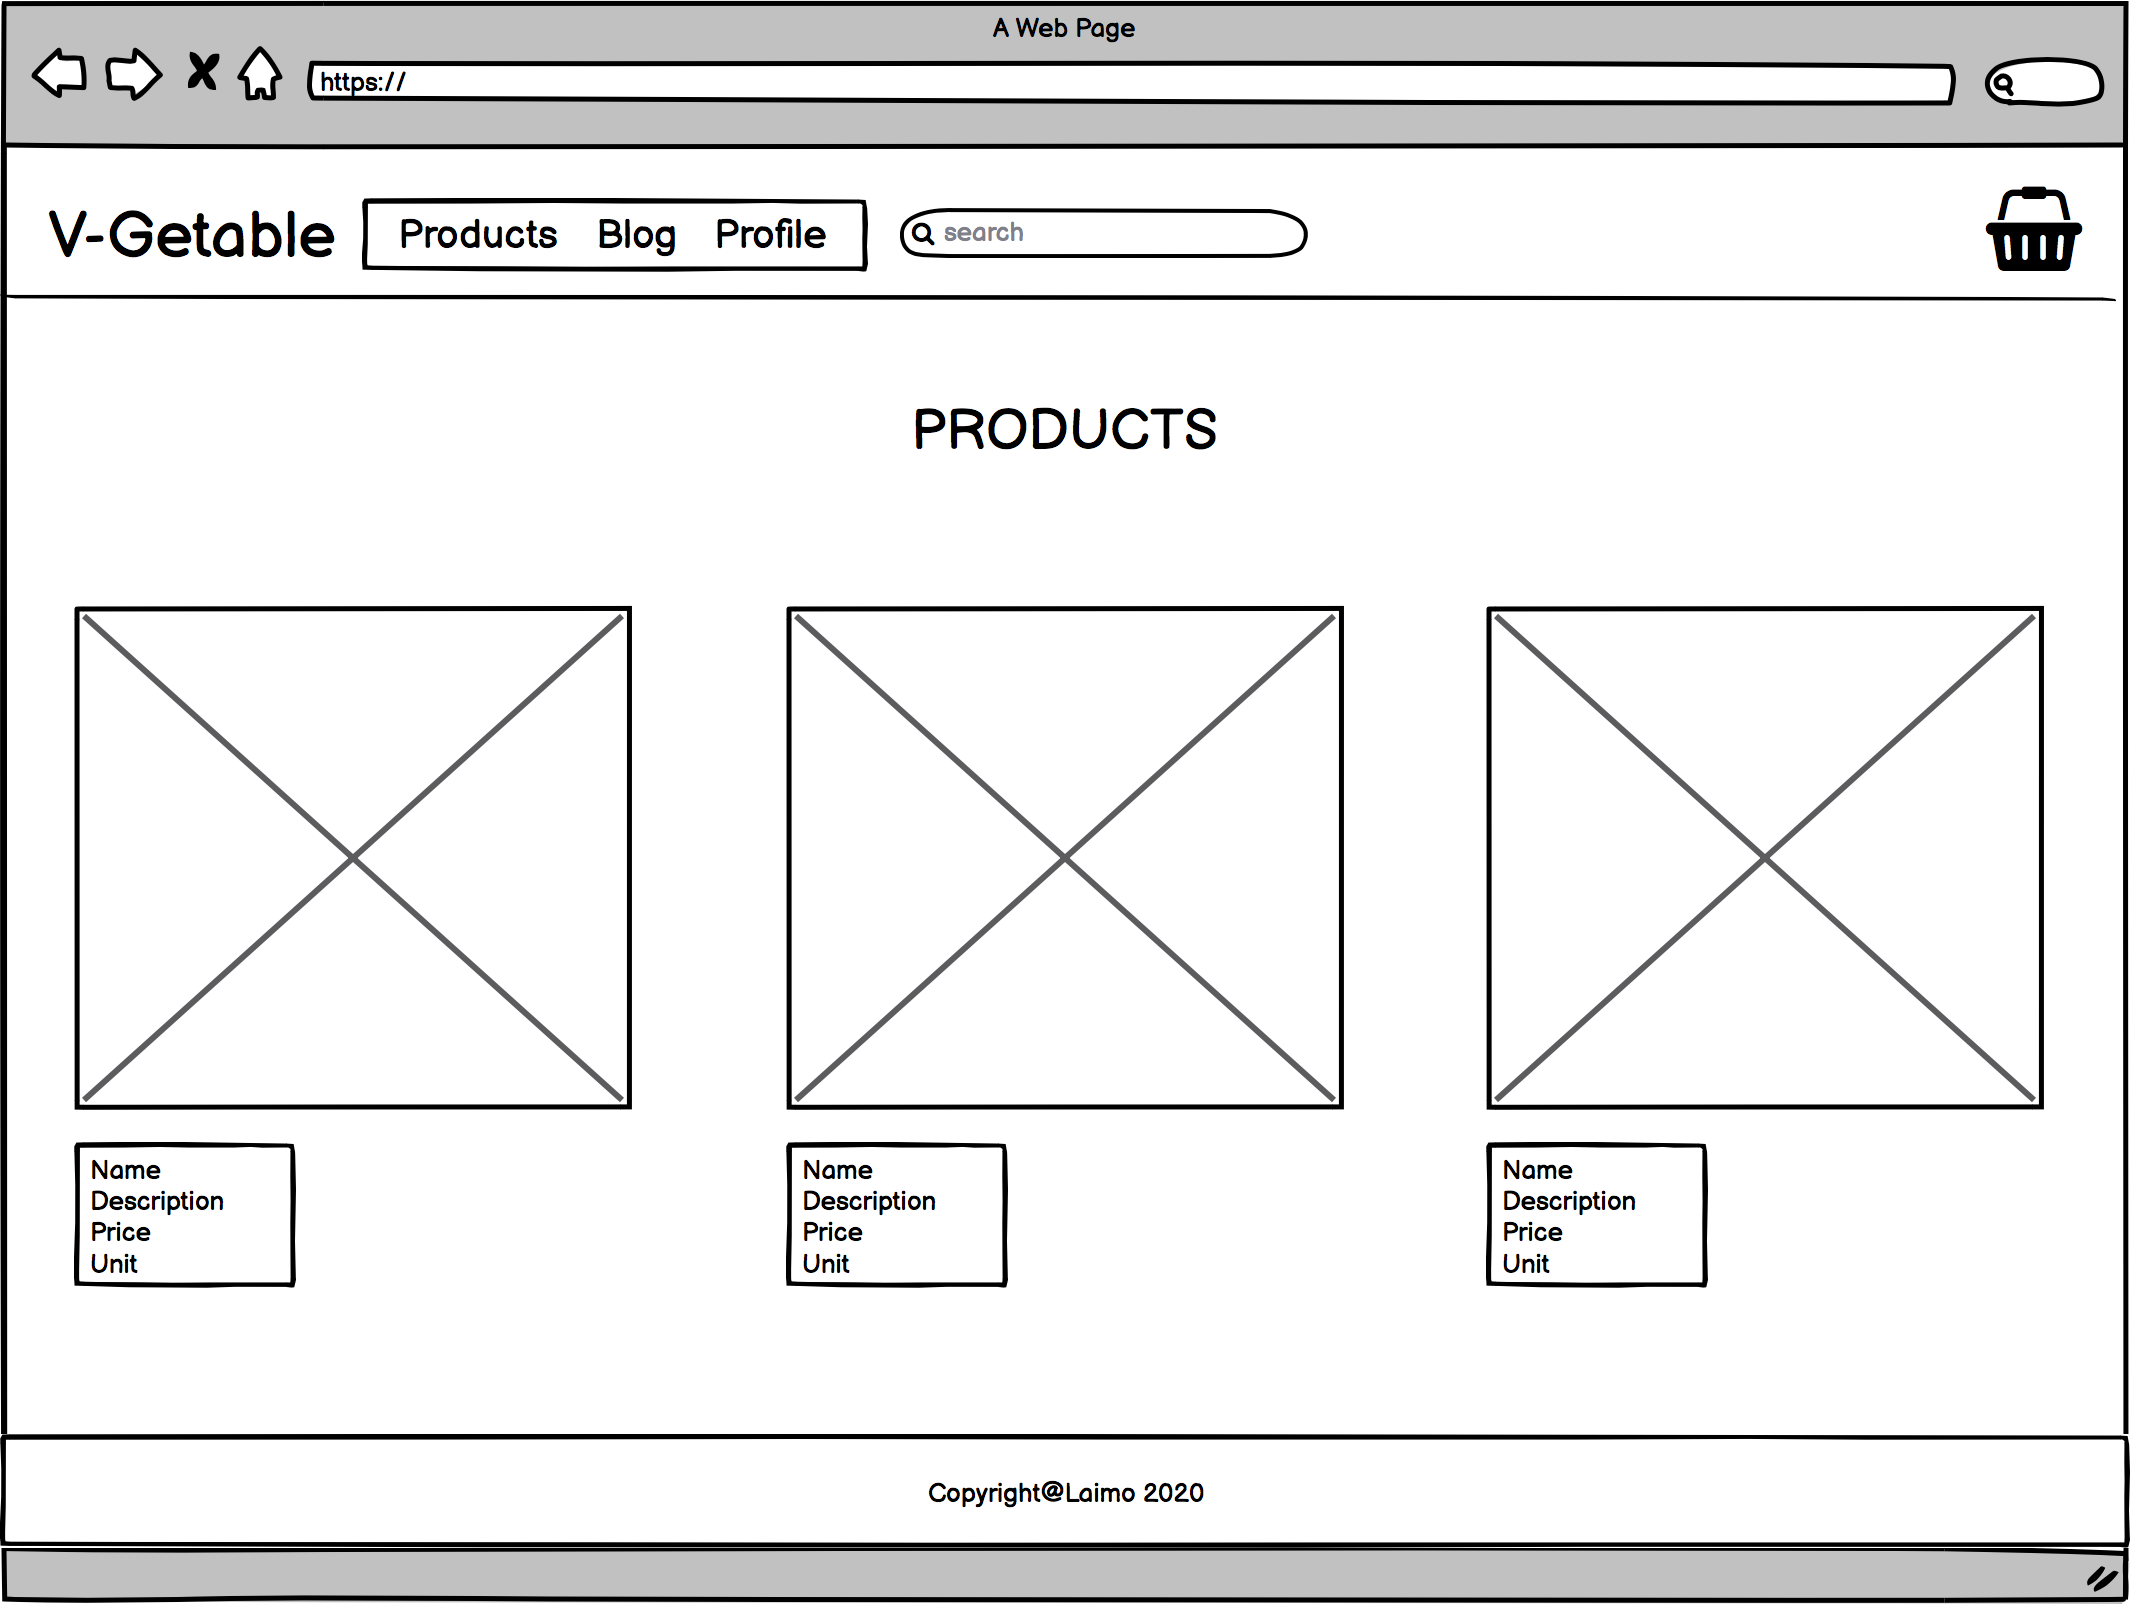 A Web Page
https://
V-Getable
Products Blog Profile
search
PRODUCTS
Name
Description
Price
Unit
Name
Description
Price
Unit
Name
Description
Price
Unit
Copyright@Laimo 2020